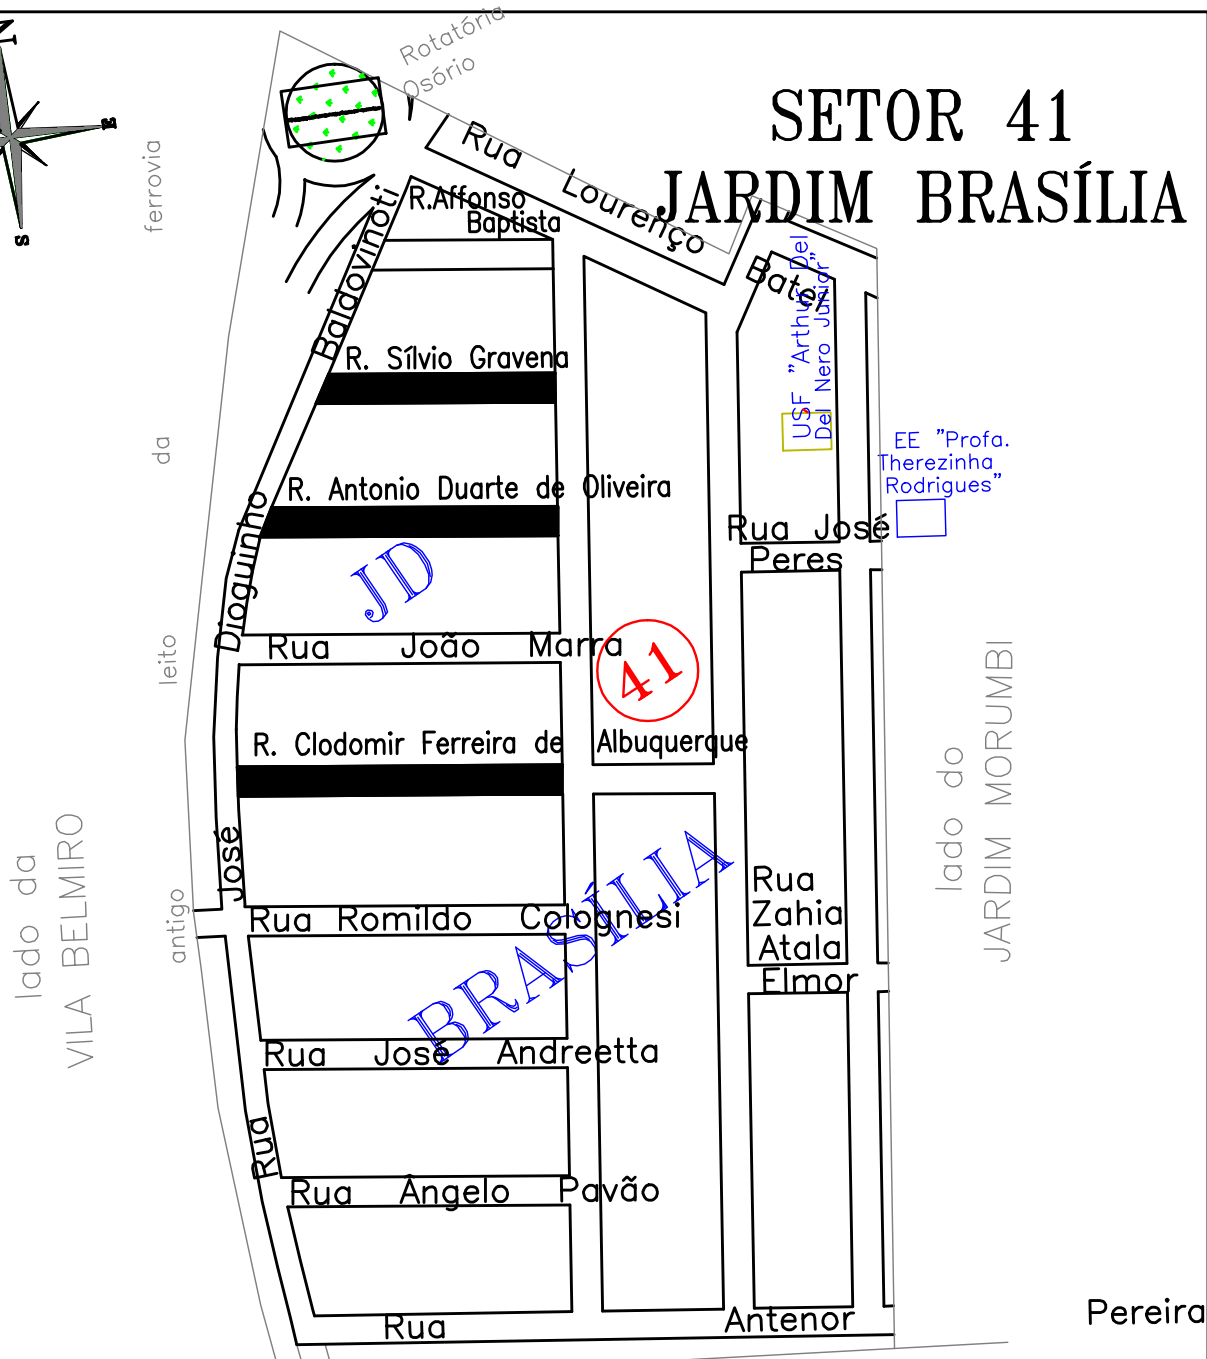 N
E
S
Rotatória
Osório
SETOR 41
JARDIM BRASÍLIA
ferrovia
da
leito
antigo
Rua Lourenço
Batel
R.Affonso
Baptista
Rua José Dioguinho Baldovinoti
R. Sílvio Gravena
USF "Arthur Del
Del Nero Junior"
EE "Profa.
Therezinha
Rodrigues"
R. Antonio Duarte de Oliveira
Rua José
Peres
JD
Rua João Marra
41
R. Clodomir Ferreira de Albuquerque
lado do
JARDIM MORUMBI
lado da
VILA BELMIRO
BRASÍLIA
Rua
Zahia
Atala
Elmor
Rua Romildo Colognesi
Rua José Andreetta
Rua Ângelo Pavão
Rua Antenor Pereira